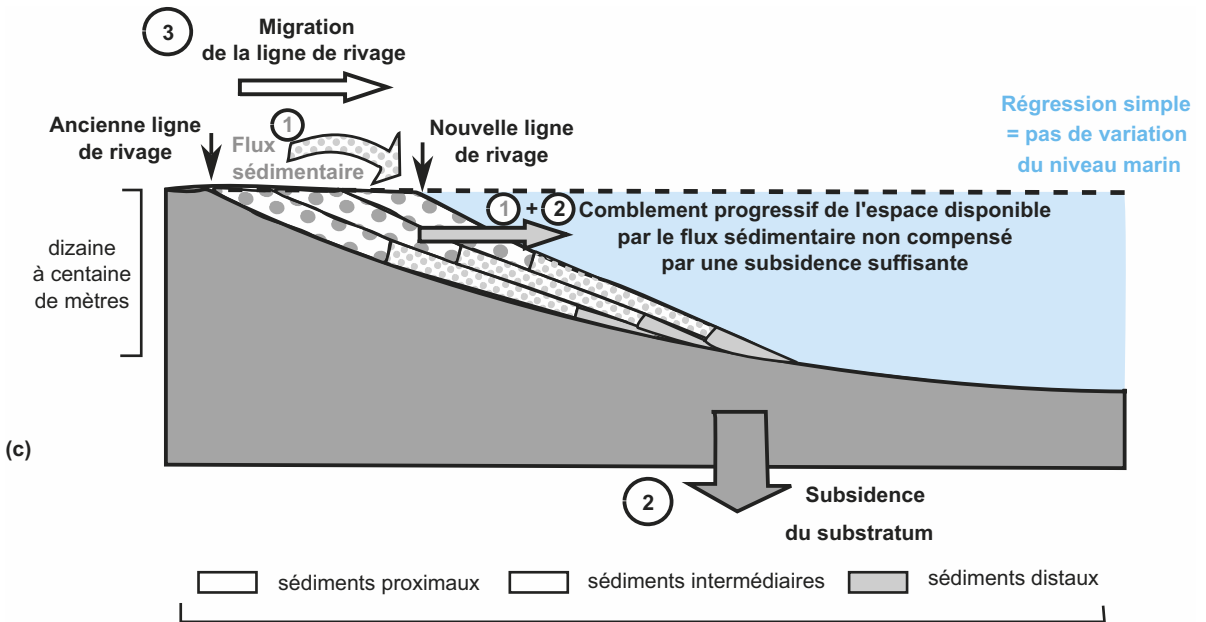 3
Migration
de la ligne de rivage
Ancienne ligne
de rivage
1
Flux
sédimentaire
Nouvelle ligne
de rivage
Régression simple
= pas de variation
du niveau marin
1 + 2 Comblement progressif de l'espace disponible
par le flux sédimentaire non compensé
par une subsidence suffisante
dizaine
à centaine
de mètres
(c)
2
Subsidence
du substratum
sédiments proximaux
sédiments intermédiaires
sédiments distaux